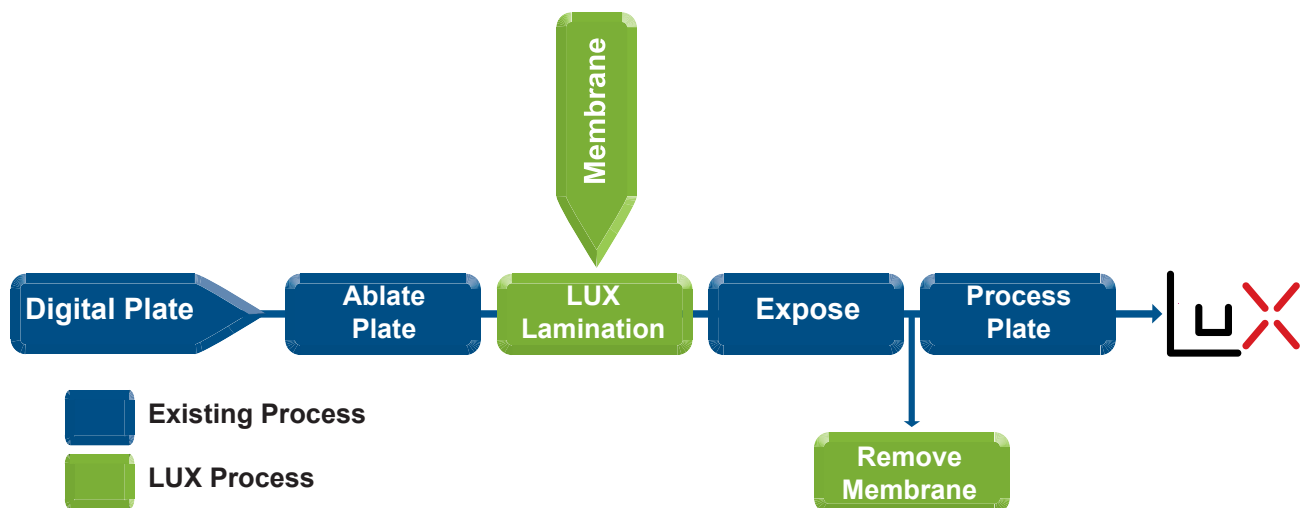 Membrane
Digital Plate
Ablate
Plate
LUX
Lamination
Expose
Process
Plate
LuX
Existing Process
LUX Process
Remove
Membrane